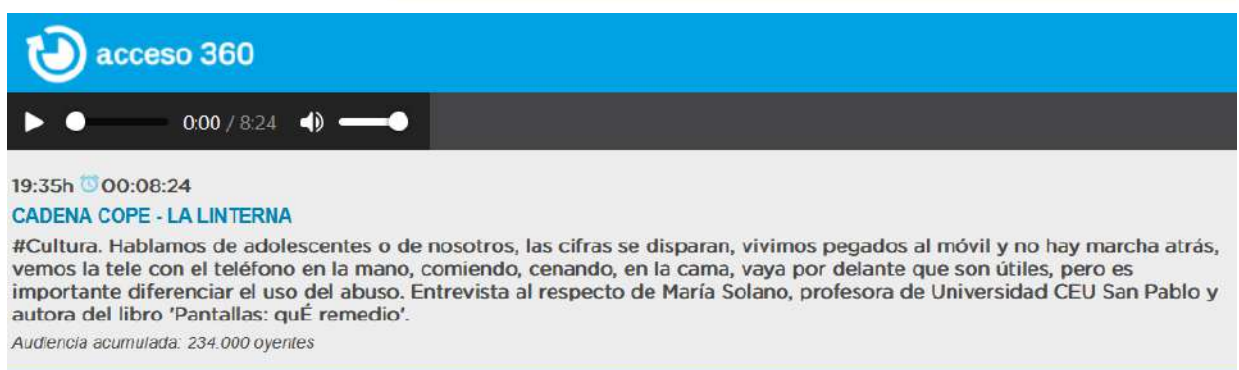 acceso 360
0:00 / 8:24
19:35h 00:08:24
CADENA COPE - LA LINTERNA
#Cultura. Hablamos de adolescentes o de nosotros, las cifras se disparan, vivimos pegados al móvil y no hay marcha atrás,
vemos la tele con el teléfono en la mano, comiendo, cenando, en la cama, vaya por delante que son útiles, pero es
importante diferenciar el uso del abuso. Entrevista al respecto de María Solano, profesora de Universidad CEU San Pablo y
autora del libro 'Pantallas: quÉ remedio'.
Audiencia acumulada: 234.000 oyentes